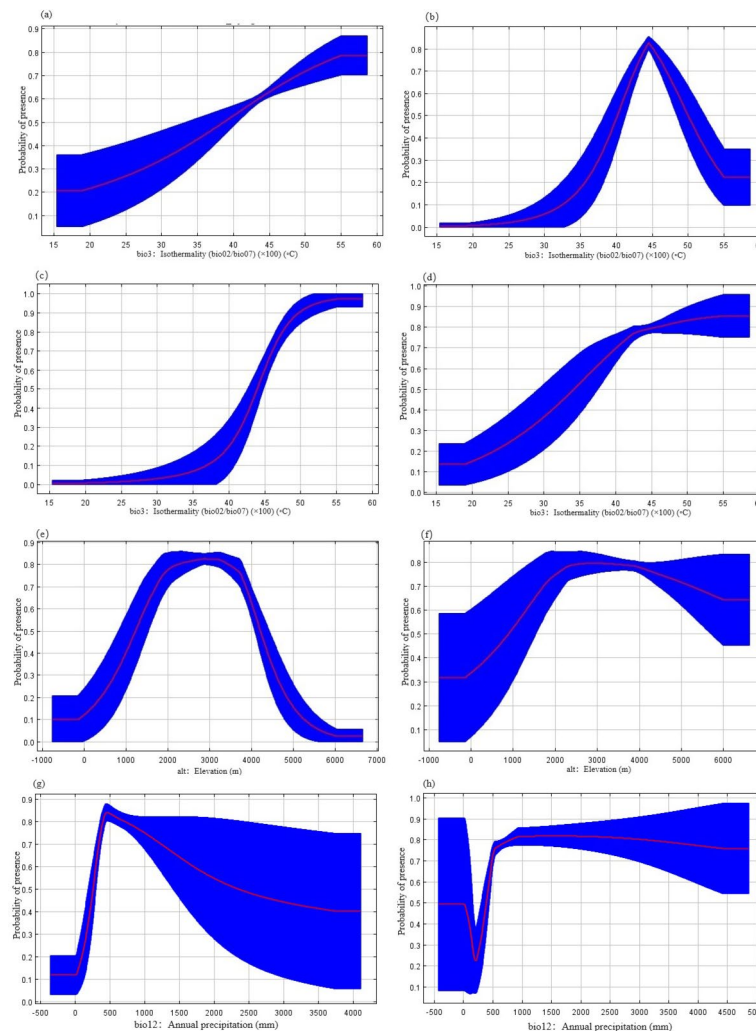 (a)
0.9
0.8
0.7
0.6
0.5
0.4
0.3
0.2
0.1
Probability of presence
15 20 25 30 35 40 45 50 55 60
bio3：Isothermality (bio02/bio07) (×100) (◦C)
(b)
0.8
0.7
0.6
0.5
0.4
0.3
0.2
0.1
0.0
Probability of presence
15 20 25 30 35 40 45 50 55
bio3：Isothermality (bio02/bio07) (×100) (◦C)
(c)
1.0
0.9
0.8
0.7
0.6
0.5
0.4
0.3
0.2
0.1
0.0
Probability of presence
15 20 25 30 35 40 45 50 55 60
bio3：Isothermality (bio02/bio07) (×100) (◦C)
(d)
1.0
0.9
0.8
0.7
0.6
0.5
0.4
0.3
0.2
0.1
0.0
Probability of presence
15 20 25 30 35 40 45 50 55
bio3：Isothermality (bio02/bio07) (×100) (◦C)
(e)
0.9
0.8
0.7
0.6
0.5
0.4
0.3
0.2
0.1
0.0
Probability of presence
-1000 0 1000 2000 3000 4000 5000 6000 7000
alt：Elevation (m)
(f)
0.8
0.7
0.6
0.5
0.4
0.3
0.2
0.1
Probability of presence
-1000 0 1000 2000 3000 4000 5000 6000
alt：Elevation (m)
(g)
0.9
0.8
0.7
0.6
0.5
0.4
0.3
0.2
0.1
0.0
Probability of presence
-500 0 500 1000 1500 2000 2500 3000 3500 4000
bio12：Annual precipitation (mm)
(h)
1.0
0.9
0.8
0.7
0.6
0.5
0.4
0.3
0.2
0.1
0.0
Probability of presence
-500 0 500 1000 1500 2000 2500 3000 3500 4000 4500
bio12：Annual precipitation (mm)